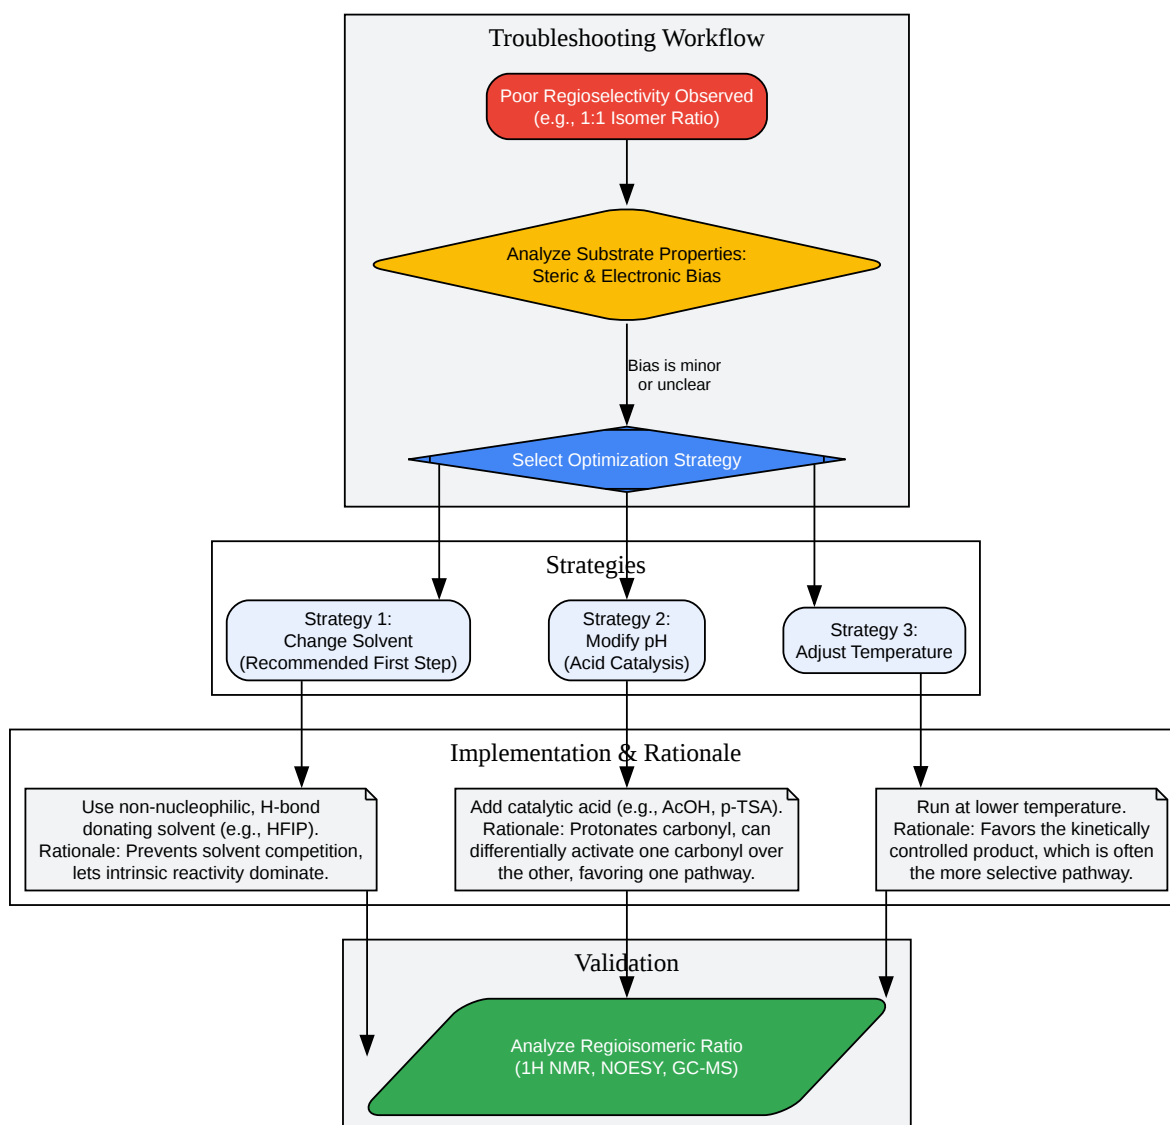 Troubleshooting Workflow
Poor Regioselectivity Observed
(e.g., 1:1 Isomer Ratio)
Analyze Substrate Properties:
Steric & Electronic Bias
Bias is minor
or unclear
Select Optimization Strategy
Strategies
Strategy 1:
Change Solvent
(Recommended First Step)
Strategy 2:
Modify pH
(Acid Catalysis)
Strategy 3:
Adjust Temperature
Implementation & Rationale
Use non-nucleophilic, H-bond
donating solvent (e.g., HFIP).
Rationale: Prevents solvent competition,
lets intrinsic reactivity dominate.
Add catalytic acid (e.g., AcOH, p-TSA).
Rationale: Protonates carbonyl, can
differentially activate one carbonyl over
the other, favoring one pathway.
Run at lower temperature.
Rationale: Favors the kinetically
controlled product, which is often
the more selective pathway.
Validation
Analyze Regioisomeric Ratio
(1H NMR, NOESY, GC-MS)